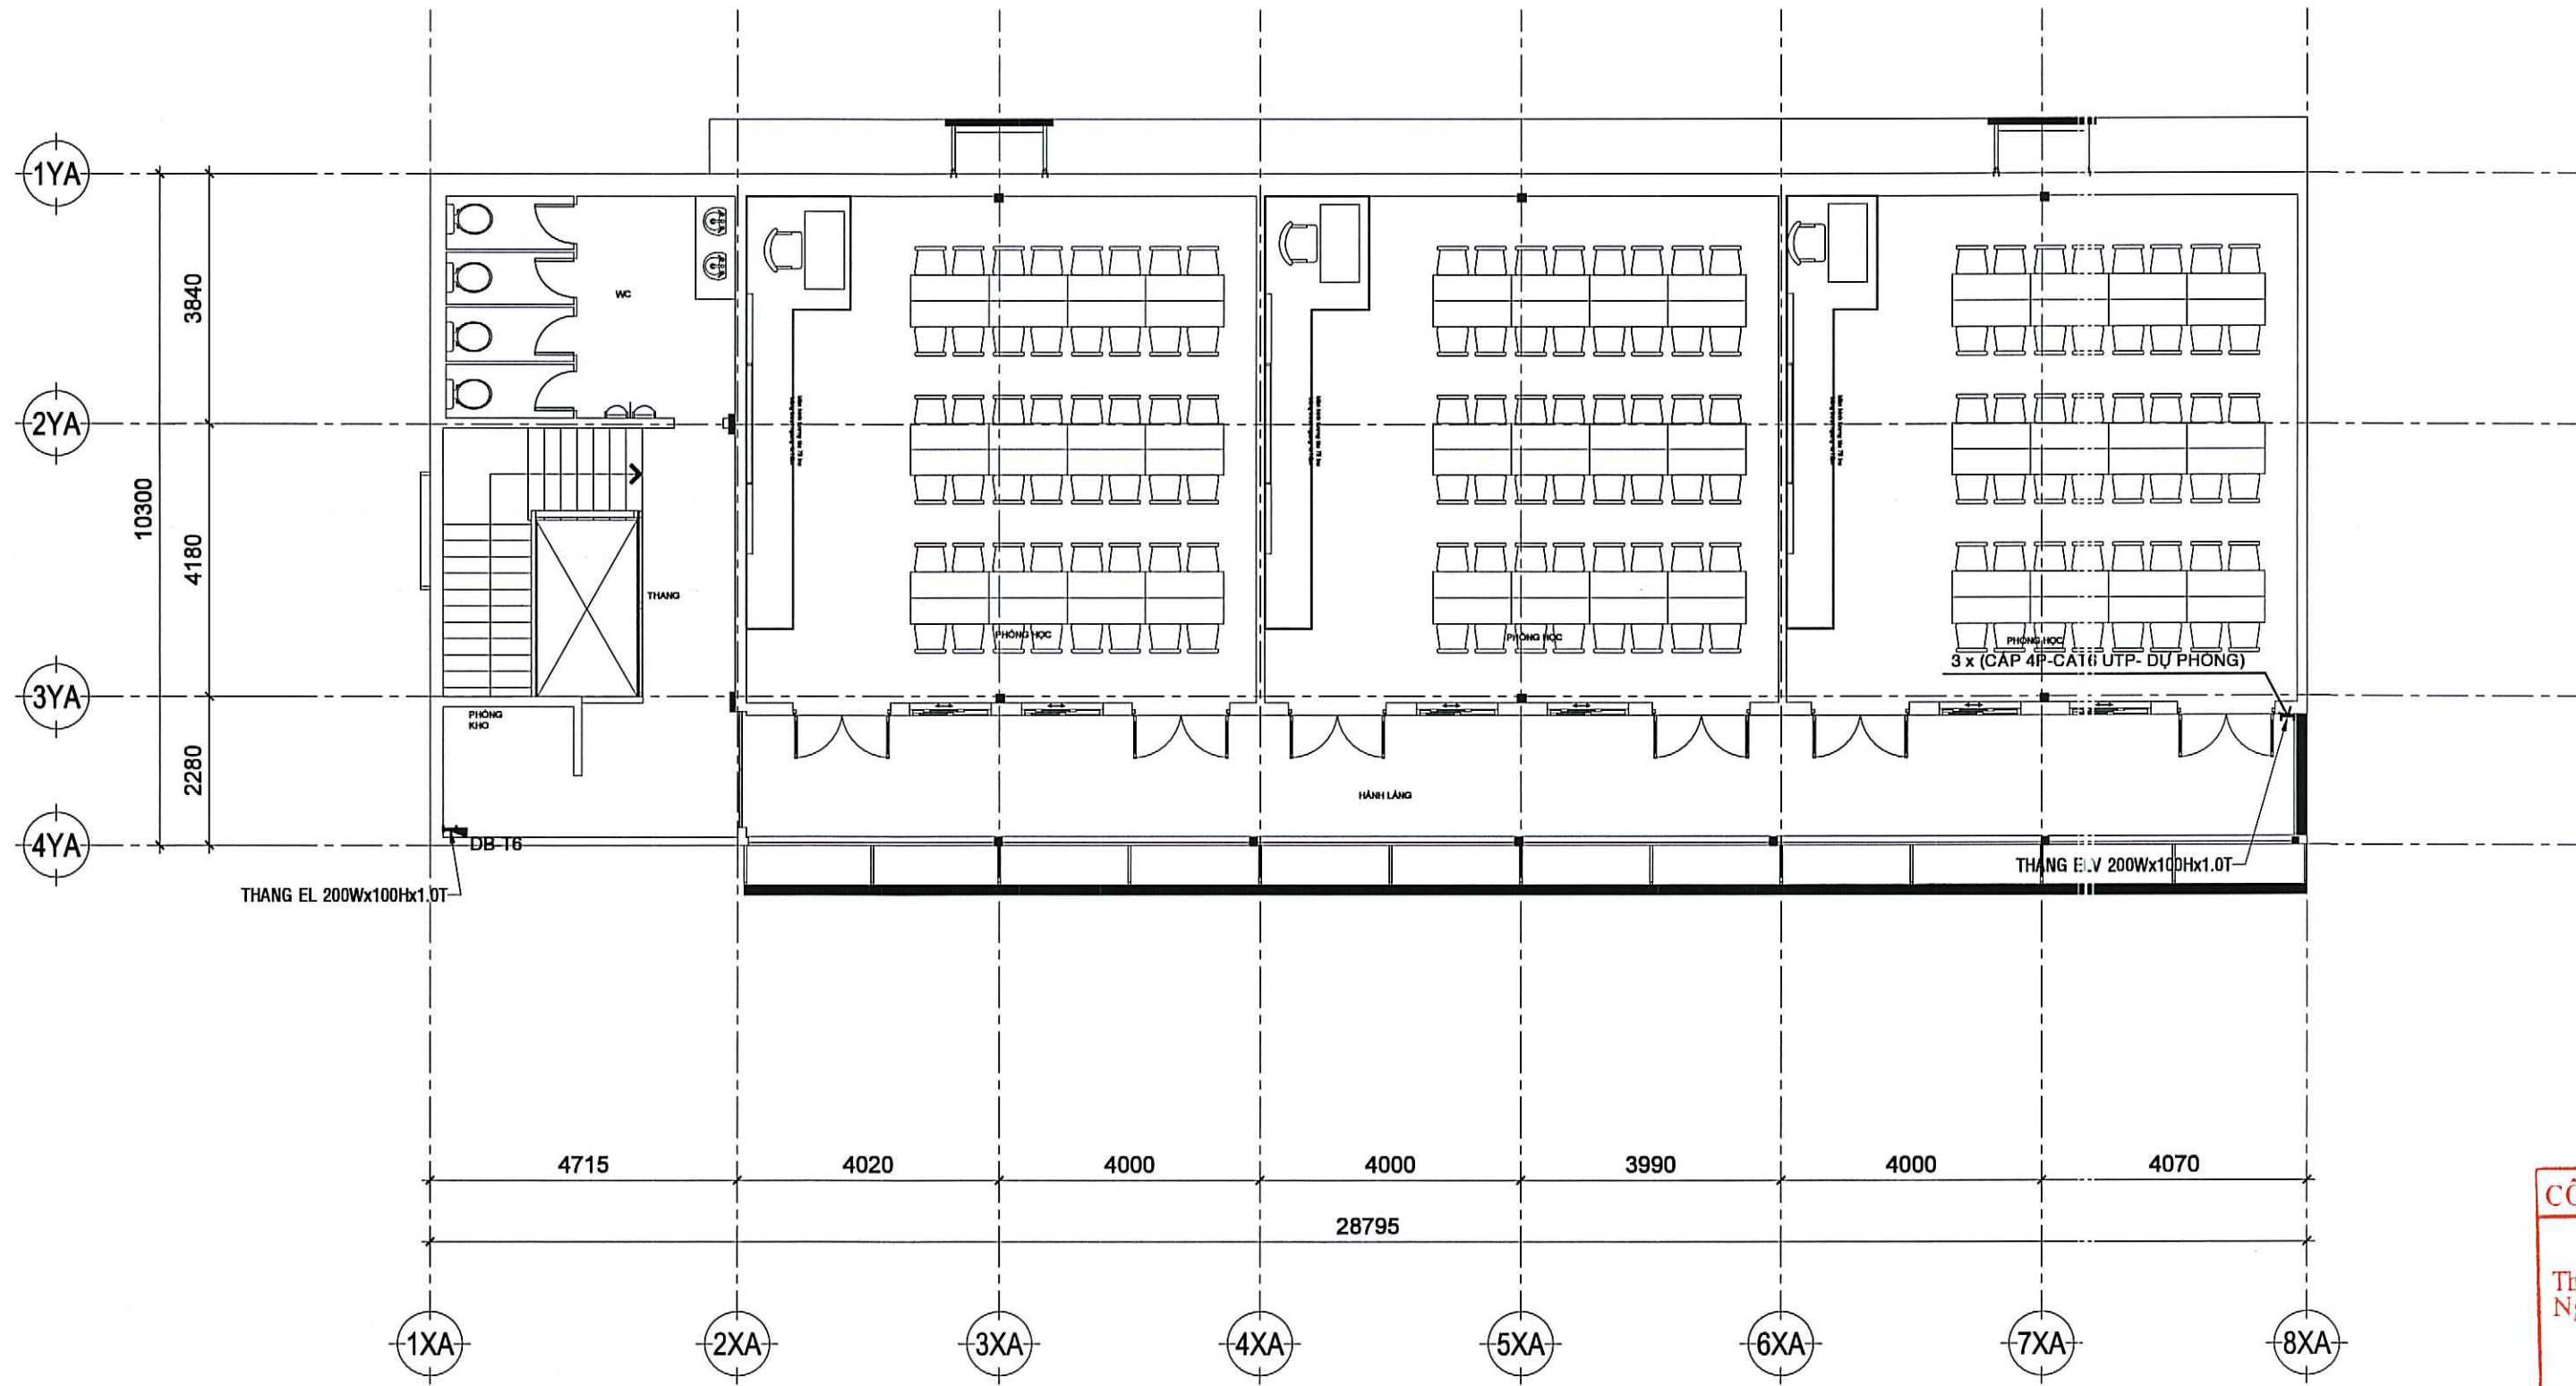 1YA
2YA
3YA
4YA
10300
3840
4180
2280
WC
THANG
PHÒNG
KHO
PHÒNG HỌC
PHÒNG HỌC
PHÒNG HỌC
3 x (CÁP 4P-CAT6 UTP- DỰ PHÒNG)
HÀNH LANG
DB-T6
THANG EL 200Wx100Hx1.0T
THANG ELV 200Wx100Hx1.0T
4715
4020
4000
4000
3990
4000
4070
28795
1XA
2XA
3XA
4XA
5XA
6XA
7XA
8XA